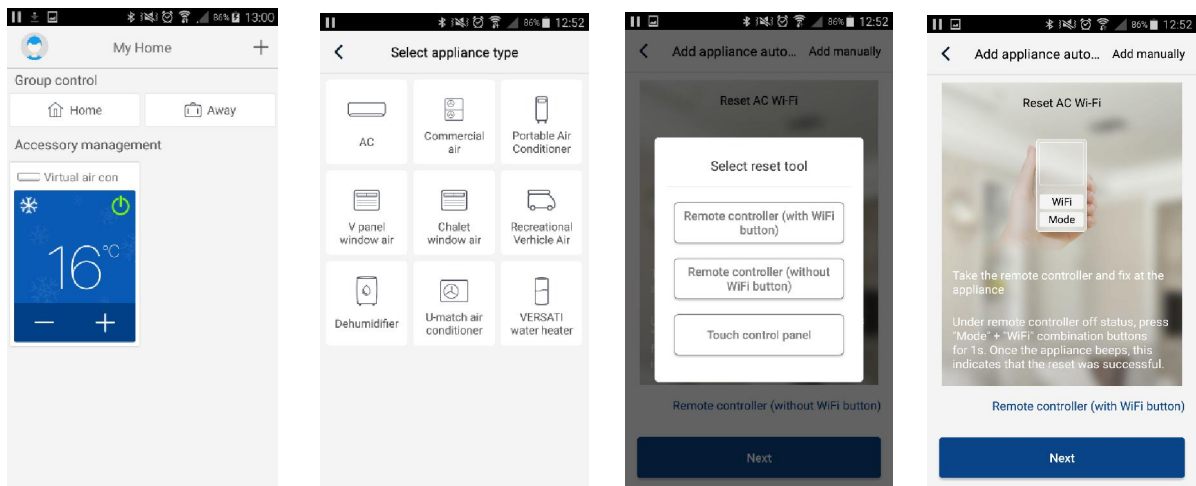 86% 13:00
My Home
Group control
Home
Away
Accessory management
Virtual air con
16°C
86% 12:52
Select appliance type
AC
Commercial
air
Portable Air
Conditioner
V panel
window air
Chalet
window air
Recreational
Verhicle Air
Dehumidifier
U-match air
conditioner
VERSATI
water heater
86% 12:52
Add appliance auto... Add manually
Reset AC Wi-Fi
Select reset tool
Remote controller (with WiFi
button)
Remote controller (without
WiFi button)
Touch control panel
Remote controller (without WiFi button)
Next
86% 12:52
Add appliance auto... Add manually
Reset AC Wi-Fi
WiFi
Mode
Take the remote controller and fix at the
appliance
Under remote controller off status, press
"Mode" + "WiFi" combination buttons
for 1s. Once the appliance beeps, this
indicates that the reset was successful.
Remote controller (with WiFi button)
Next